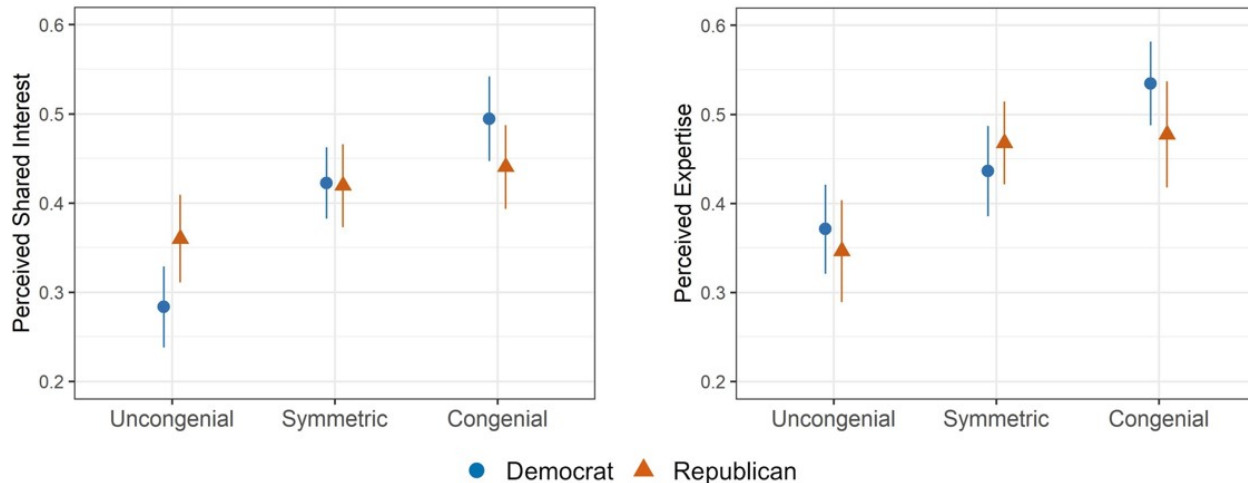 Perceived Shared Interest
0.6
0.5
0.4
0.3
0.2
Uncongenial Symmetric Congenial
Perceived Expertise
0.6
0.5
0.4
0.3
0.2
Uncongenial Symmetric Congenial
Democrat Republican